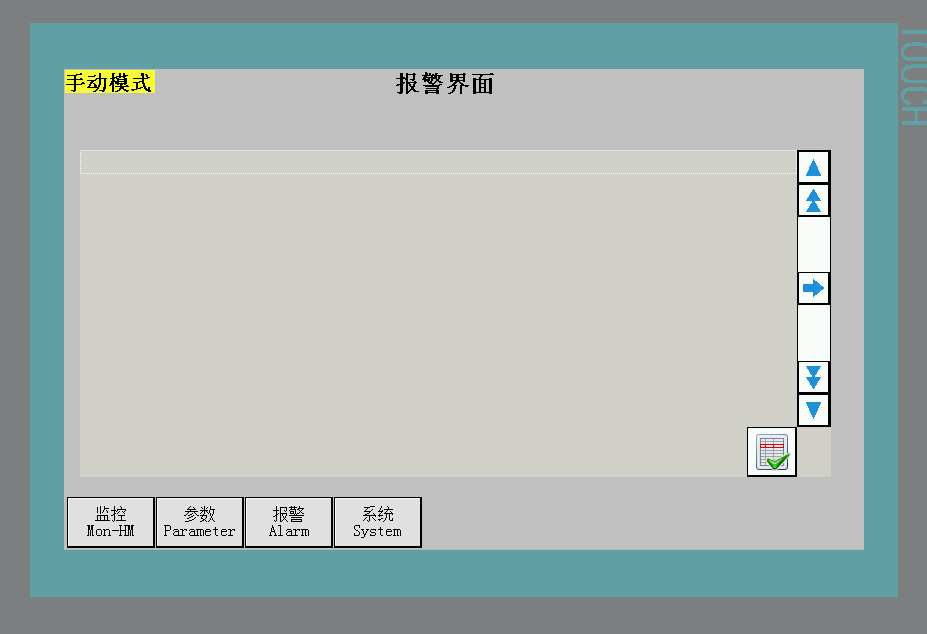 手动模式
报警界面
TOUCH
监控
Mon-HM
参数
Parameter
报警
Alarm
系统
System